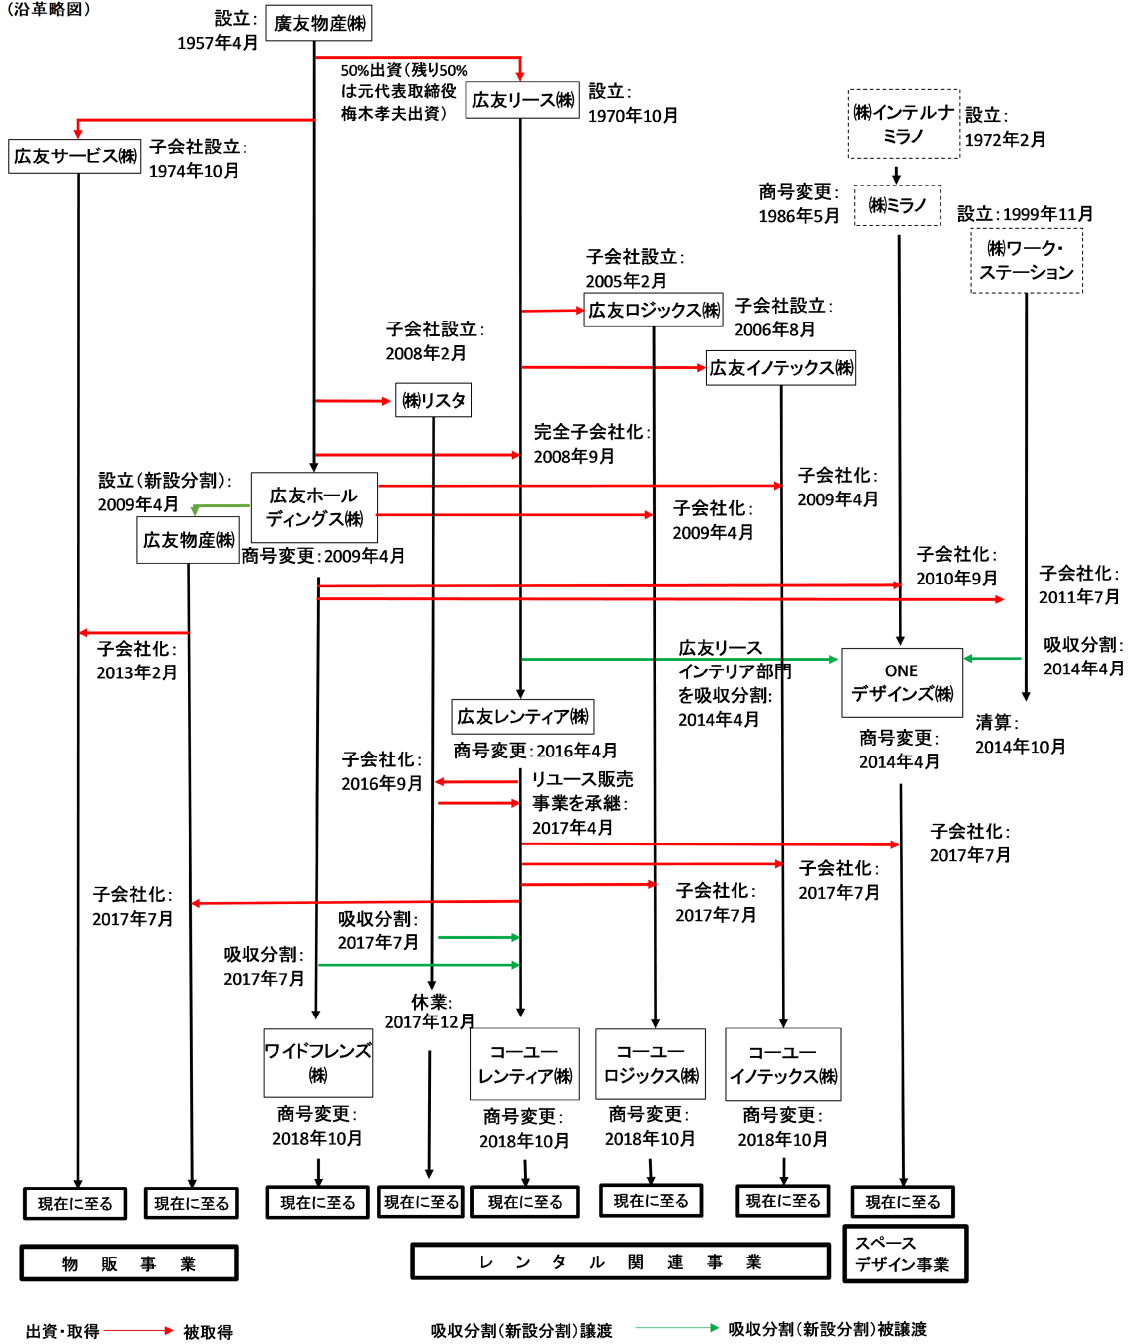 (沿革略図)
設立：
1957年4月
廣友物産㈱
50%出資(残り50%
は元代表取締役
梅木孝夫出資)
広友リース㈱
設立：
1970年10月
㈱インテルナ
ミラノ
設立：
1972年2月
広友サービス㈱
子会社設立：
1974年10月
商号変更：
1986年5月
㈱ミラノ
設立：1999年11月
㈱ワーク・
ステーション
子会社設立：
2005年2月
広友ロジックス㈱
子会社設立：
2006年8月
広友イノテックス㈱
子会社設立：
2008年2月
㈱リスタ
完全子会社化：
2008年9月
設立(新設分割)：
2009年4月
広友ホール
ディングス㈱
商号変更：2009年4月
広友物産㈱
子会社化：
2009年4月
子会社化：
2009年4月
子会社化：
2010年9月
子会社化：
2011年7月
子会社化：
2013年2月
広友リース
インテリア部門
を吸収分割：
2014年4月
ONE
デザインズ㈱
商号変更：
2014年4月
吸収分割：
2014年4月
清算：
2014年10月
広友レンティア㈱
商号変更：2016年4月
子会社化：
2016年9月
リユース販売
事業を承継：
2017年4月
子会社化：
2017年7月
子会社化：
2017年7月
子会社化：
2017年7月
子会社化：
2017年7月
吸収分割：
2017年7月
吸収分割：
2017年7月
休業：
2017年12月
ワイドフレンズ
㈱
商号変更：
2018年10月
コーユー
レンティア㈱
商号変更：
2018年10月
コーユー
ロジックス㈱
商号変更：
2018年10月
コーユー
イノテックス㈱
商号変更：
2018年10月
現在に至る
現在に至る
現在に至る
現在に至る
現在に至る
現在に至る
現在に至る
現在に至る
物販事業
レンタル関連事業
スペース
デザイン事業
出資・取得
被取得
吸収分割(新設分割)譲渡
吸収分割(新設分割)被譲渡